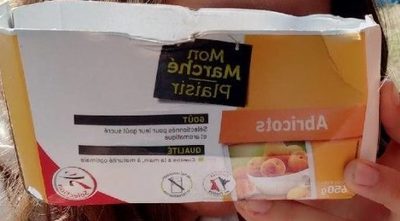 Mon
Marché
Plaisir
Abricots
GOÛT
Sélectionnés pour leur goût sucré
et aromatique
QUALITÉ
Cueillis à la main, à maturité optimale
650g